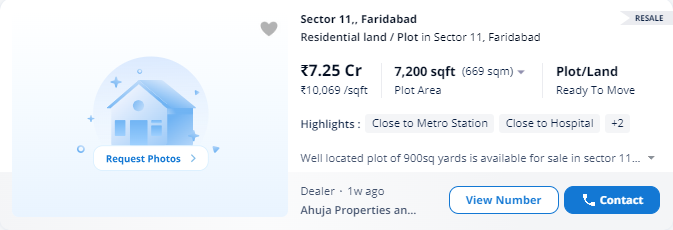 Sector 11,, Faridabad
RESALE
Residential land / Plot in Sector 11, Faridabad
₹7.25 Cr
₹10,069 /sqft
7,200 sqft (669 sqm)
Plot Area
Plot/Land
Ready To Move
Highlights : Close to Metro Station Close to Hospital +2
Request Photos
Well located plot of 900sq yards is available for sale in sector 11...
Dealer · 1w ago
Ahuja Properties an...
View Number
Contact